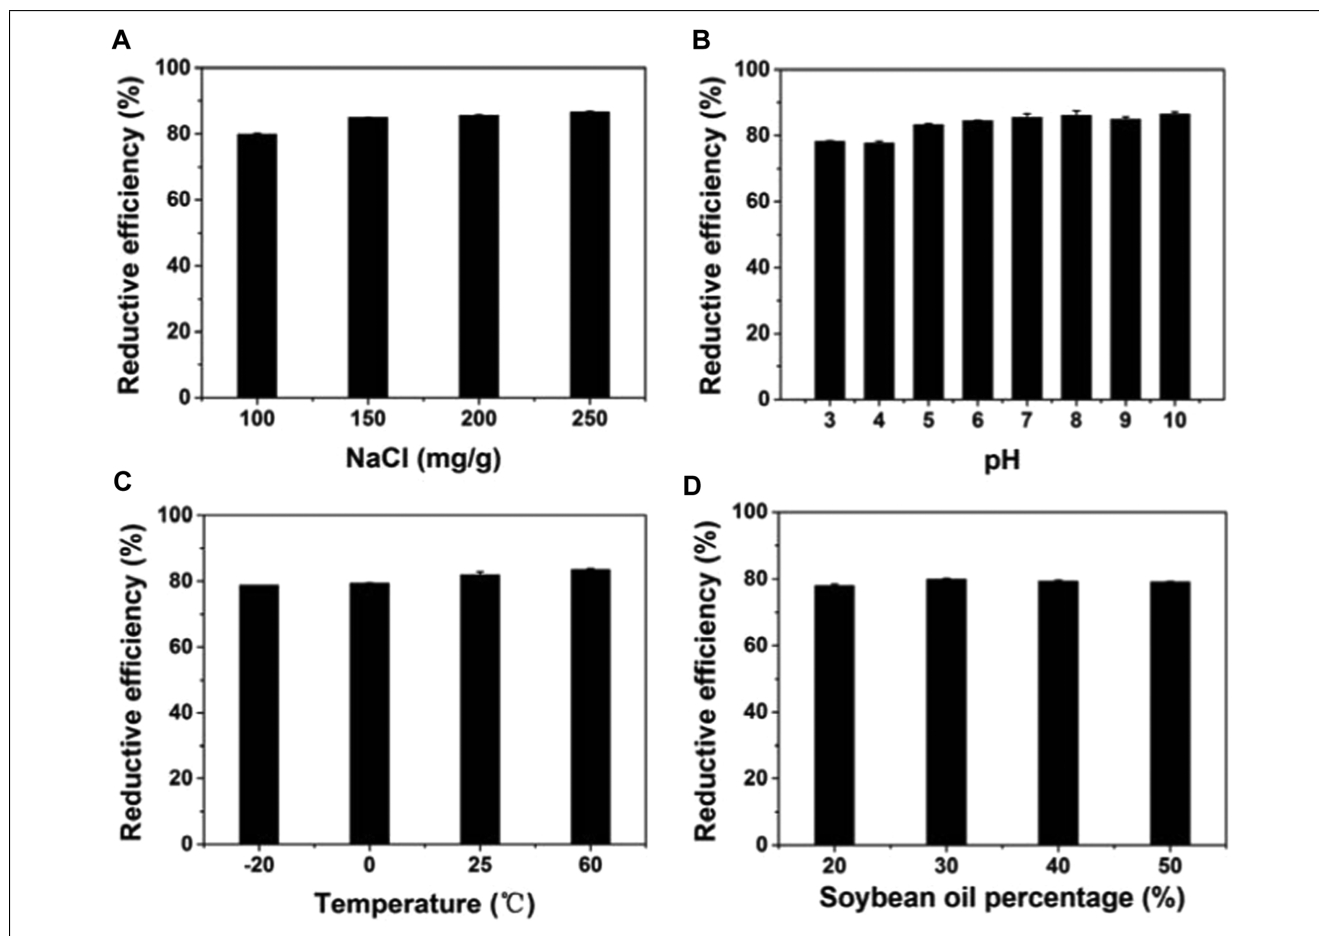 A
Reductive efficiency (%)
100
80
60
40
20
0
100 150 200 250
NaCl (mg/g)
B
Reductive efficiency (%)
100
80
60
40
20
0
3 4 5 6 7 8 9 10
pH
C
Reductive efficiency (%)
100
80
60
40
20
0
-20 0 25 60
Temperature (℃)
D
Reductive efficiency (%)
100
80
60
40
20
0
20 30 40 50
Soybean oil percentage (%)